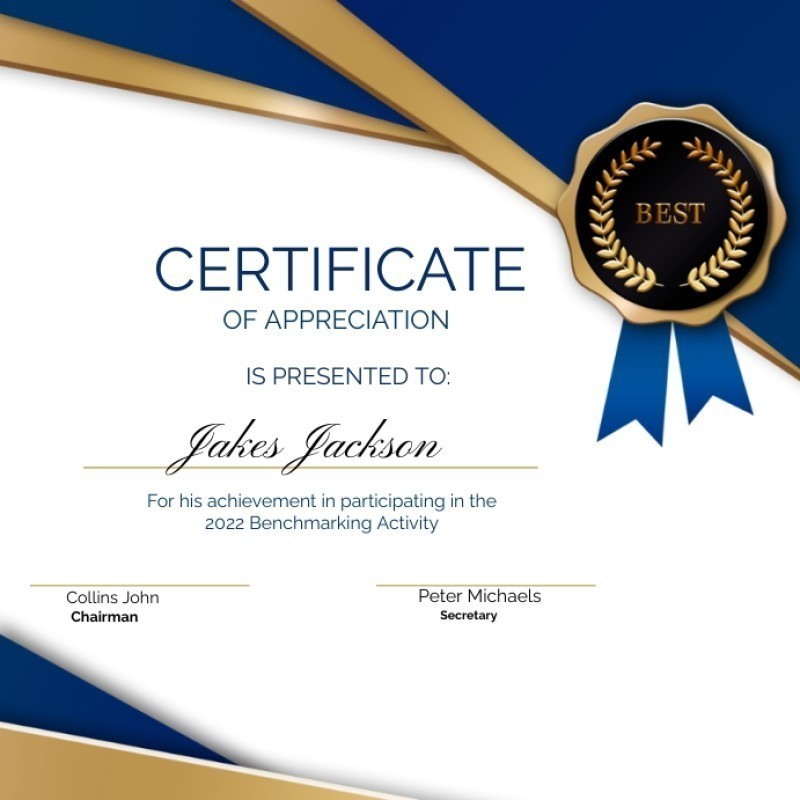 BEST
CERTIFICATE
OF APPRECIATION
IS PRESENTED TO:
Jakes Jackson
For his achievement in participating in the
2022 Benchmarking Activity
Collins John
Chairman
Peter Michaels
Secretary